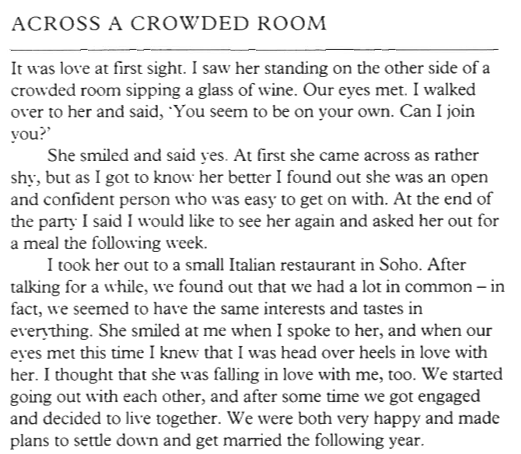 ACROSS A CROWDED ROOM
It was love at first sight. I saw her standing on the other side of a
crowded room sipping a glass of wine. Our eyes met. I walked
over to her and said, 'You seem to be on your own. Can I join
you?'
She smiled and said yes. At first she came across as rather
shy, but as I got to know her better I found out she was an open
and confident person who was easy to get on with. At the end of
the party I said I would like to see her again and asked her out for
a meal the following week.
I took her out to a small Italian restaurant in Soho. After
talking for a while, we found out that we had a lot in common – in
fact, we seemed to have the same interests and tastes in
everything. She smiled at me when I spoke to her, and when our
eyes met this time I knew that I was head over heels in love with
her. I thought that she was falling in love with me, too. We started
going out with each other, and after some time we got engaged
and decided to live together. We were both very happy and made
plans to settle down and get married the following year.